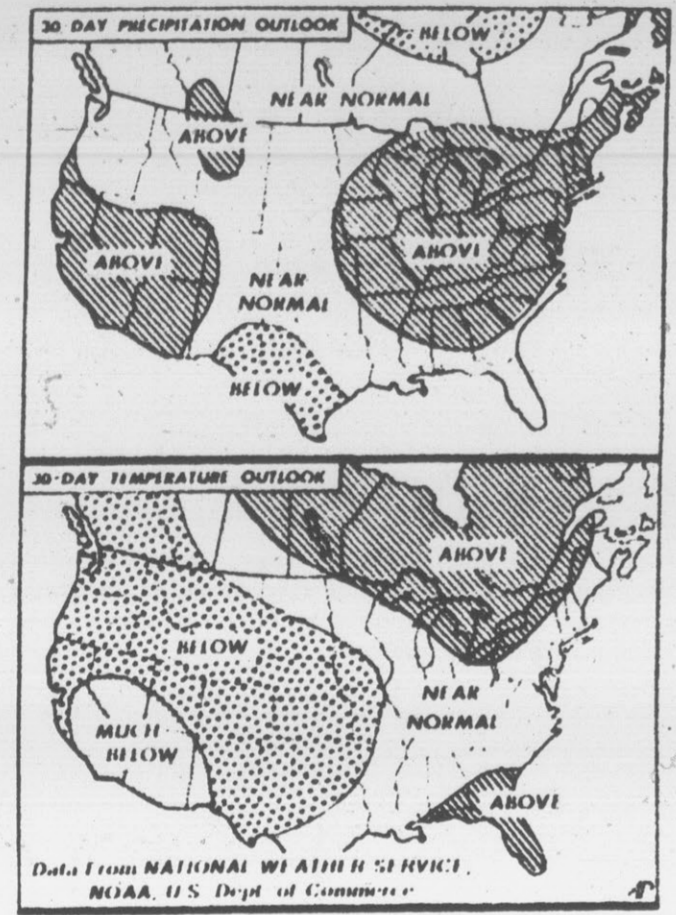 30 DAY PRECIPITATION OUTLOOK
BELOW
NEAR NORMAL
ABOVE
ABOVE
ABOVE
NEAR
NORMAL
BELOW
30-DAY TEMPERATURE OUTLOOK
ABOVE
BELOW
NEAR
NORMAL
MUCH
BELOW
ABOVE
Data From NATIONAL WEATHER SERVICE,
NOAA, U.S. Dept. of Commerce
AP